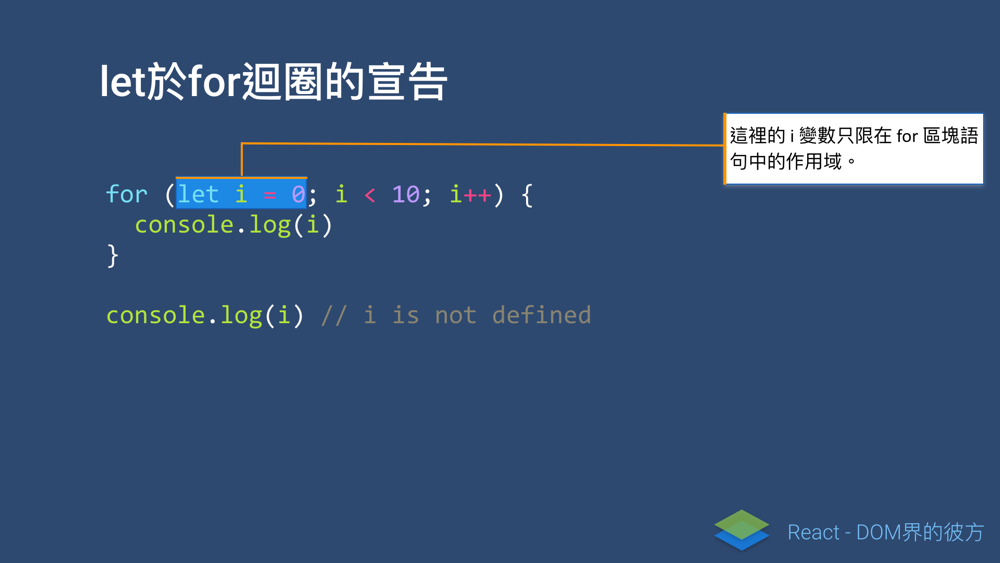 let於for迴圈的宣告
這裡的 i 變數只限在 for 區塊語
句中的作用域。
for (let i = 0; i < 10; i++) {
  console.log(i)
}
console.log(i) // i is not defined
React - DOM界的彼方